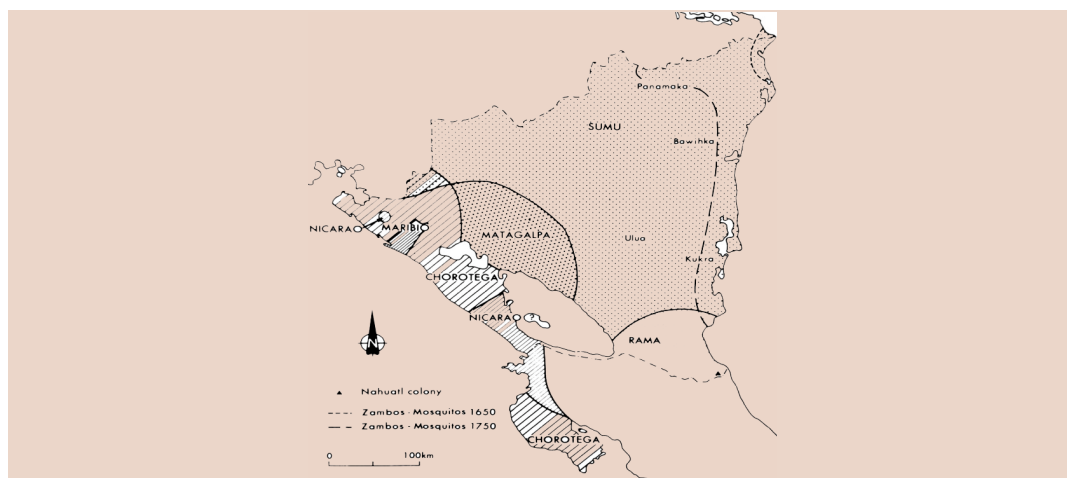 Panamaka
SUMU
Bawihka
NICARAO
MARIBIO
MATAGALPA
Ulua
Kukra
CHOROTEGA
NICARAO ?
RAMA
N
Nahuatl colony
Zambos - Mosquitos 1650
Zambos - Mosquitos 1750
CHOROTEGA
0 100km